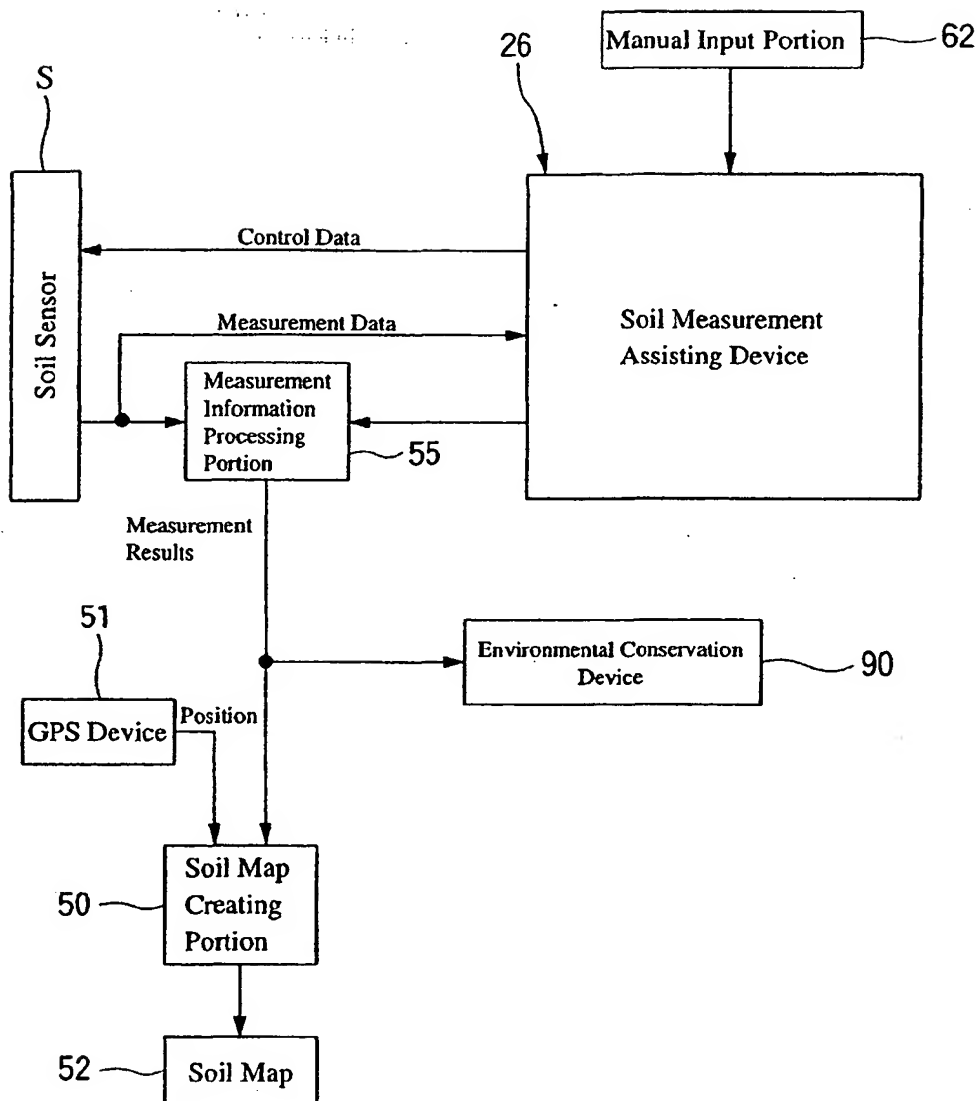 Manual Input Portion
62
26
S
Soil Sensor
Control Data
Measurement Data
Soil Measurement
Assisting Device
Measurement
Information
Processing
Portion
55
Measurement
Results
51
GPS Device
Position
Environmental Conservation
Device
90
50
Soil Map
Creating
Portion
52
Soil Map